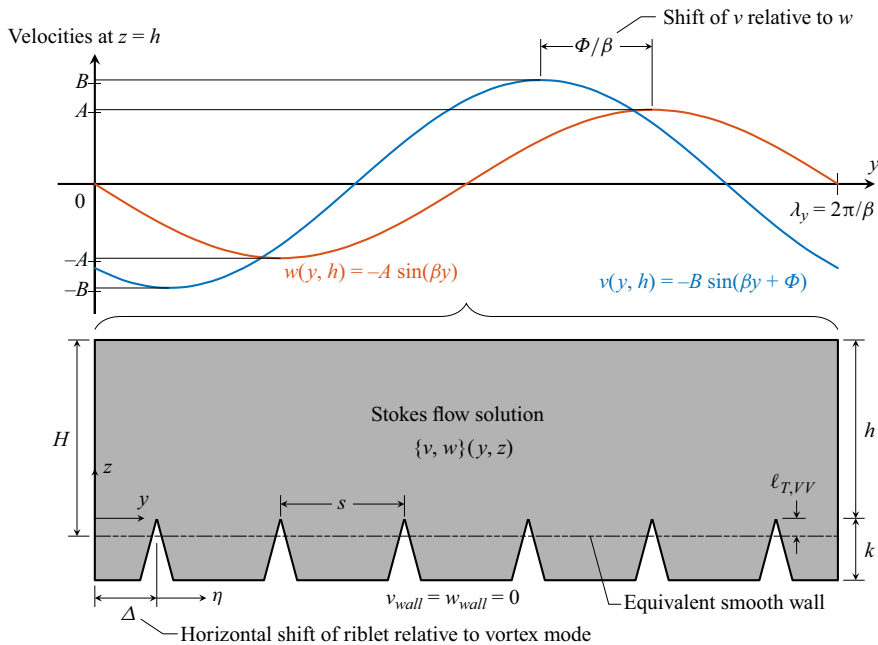 Shift of v relative to w
Velocities at z = h
Φ/β
B
A
y
0
λy = 2π/β
–A
–B
w(y, h) = –A sin(βy)
v(y, h) = –B sin(βy + Φ)
Stokes flow solution
{v, w}(y, z)
H
h
z
y
s
ℓT,VV
k
η
vwall = wwall = 0
Equivalent smooth wall
Δ
Horizontal shift of riblet relative to vortex mode